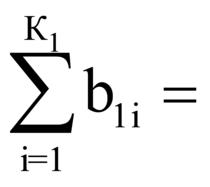 K₁
∑ b₁ᵢ =
i=1